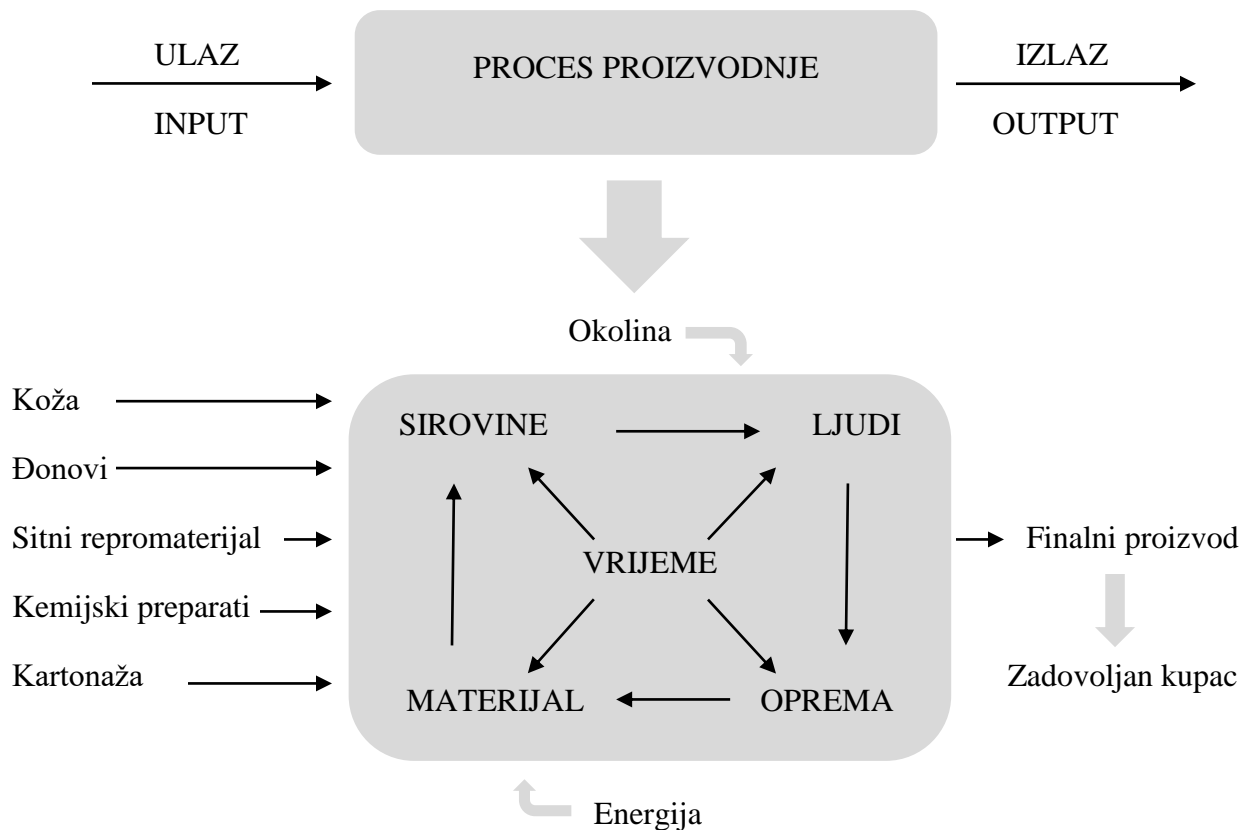 ULAZ
INPUT
PROCES PROIZVODNJE
IZLAZ
OUTPUT
Okolina
Koža
Đonovi
Sitni repromaterijal
Kemijski preparati
Kartonaža
SIROVINE
LJUDI
VRIJEME
MATERIJAL
OPREMA
Finalni proizvod
Zadovoljan kupac
Energija